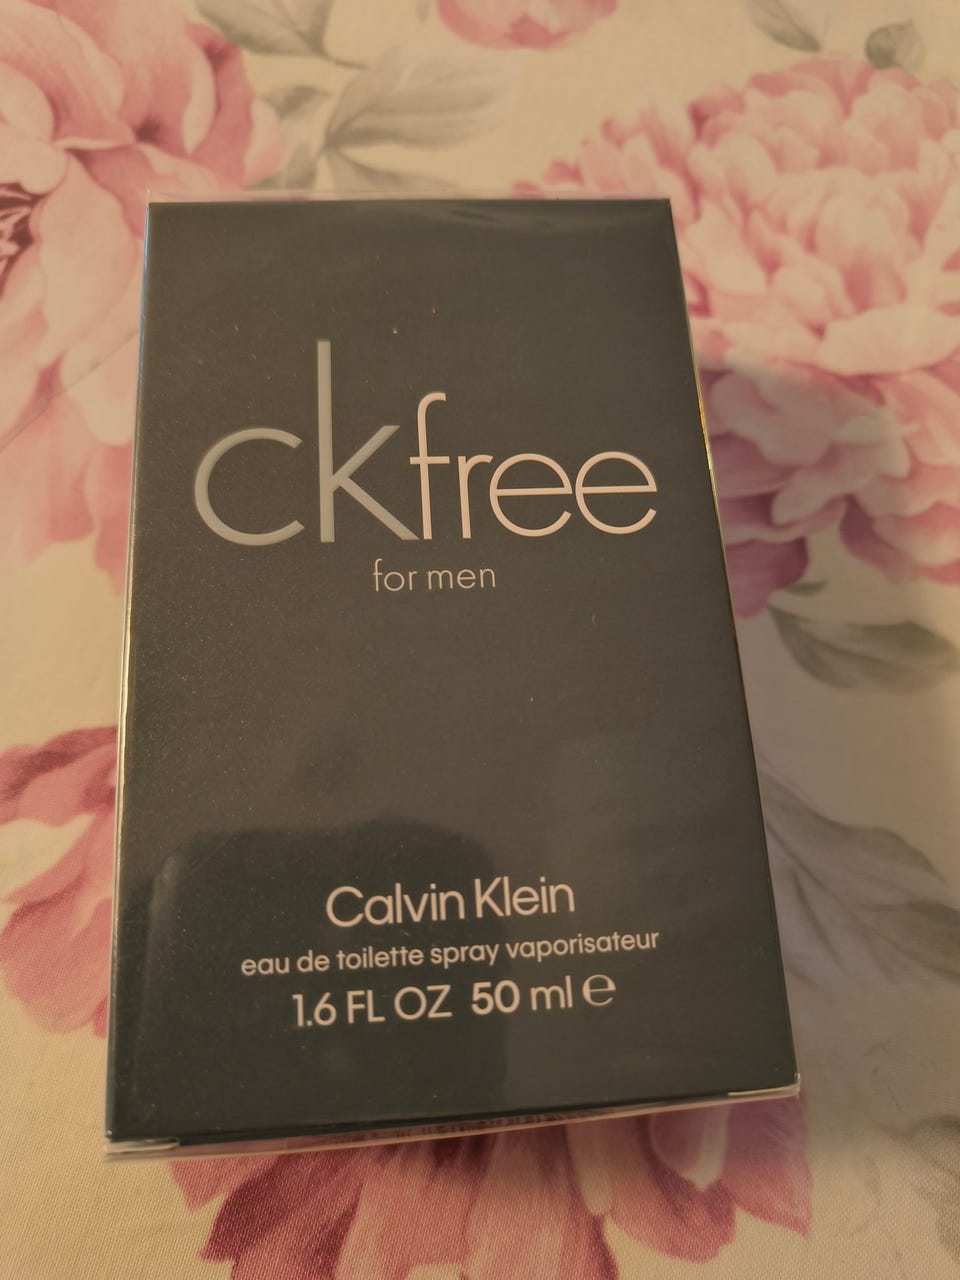 ckfree
for men
Calvin Klein
eau de toilette spray vaporisateur
1.6 FL OZ 50 ml ℮